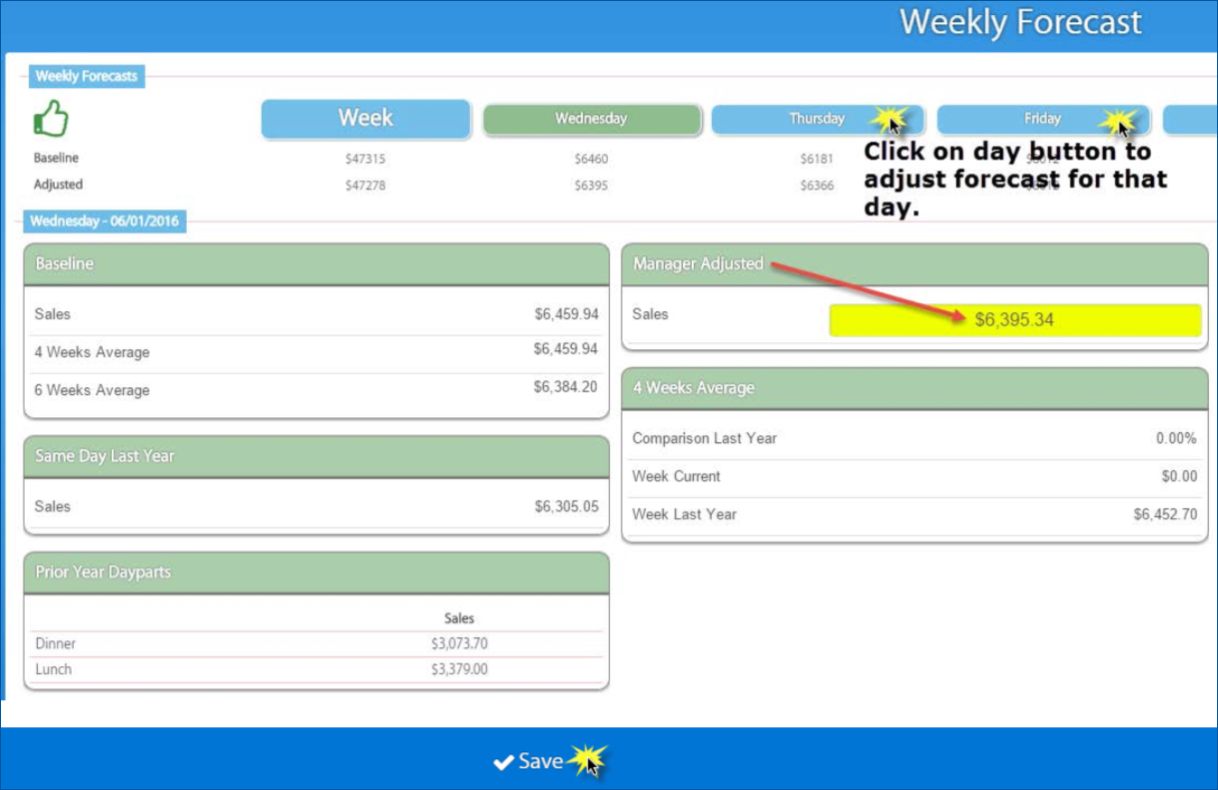 Weekly Forecast
Weekly Forecasts
Week Wednesday Thursday Friday
Baseline $47315 $6460 $6181
Adjusted $47278 $6395 $6366
Click on day button to
adjust forecast for that
day.
Wednesday - 06/01/2016
Baseline
Sales $6,459.94
4 Weeks Average $6,459.94
6 Weeks Average $6,384.20
Same Day Last Year
Sales $6,305.05
Prior Year Dayparts
Sales
Dinner $3,073.70
Lunch $3,379.00
Manager Adjusted
Sales $6,395.34
4 Weeks Average
Comparison Last Year 0.00%
Week Current $0.00
Week Last Year $6,452.70
Save